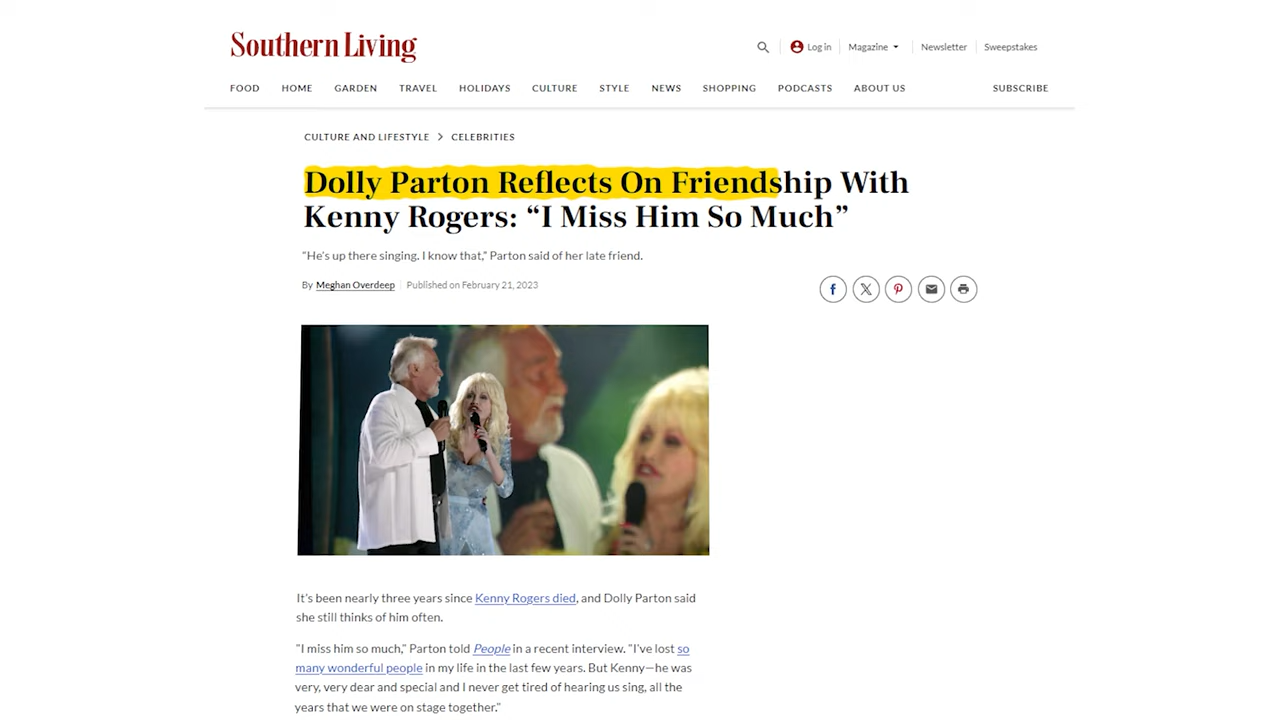 Southern Living
Log in
Magazine
Newsletter
Sweepstakes
FOOD HOME GARDEN TRAVEL HOLIDAYS CULTURE STYLE NEWS SHOPPING PODCASTS ABOUT US SUBSCRIBE
CULTURE AND LIFESTYLE > CELEBRITIES
Dolly Parton Reflects On Friendship With
Kenny Rogers: “I Miss Him So Much”
"He's up there singing. I know that," Parton said of her late friend.
By Meghan Overdeep Published on February 21, 2023
It’s been nearly three years since Kenny Rogers died, and Dolly Parton said
she still thinks of him often.
"I miss him so much," Parton told People in a recent interview. "I've lost so
many wonderful people in my life in the last few years. But Kenny—he was
very, very dear and special and I never get tired of hearing us sing, all the
years that we were on stage together.”